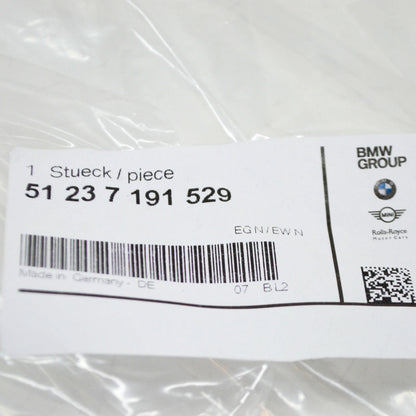 1 Stueck / piece
51 23 7 191 529
EGN/EWN
Made in Germany - DE
07 BL2
BMW
GROUP
MINI
Rolls-Royce
Motor Cars